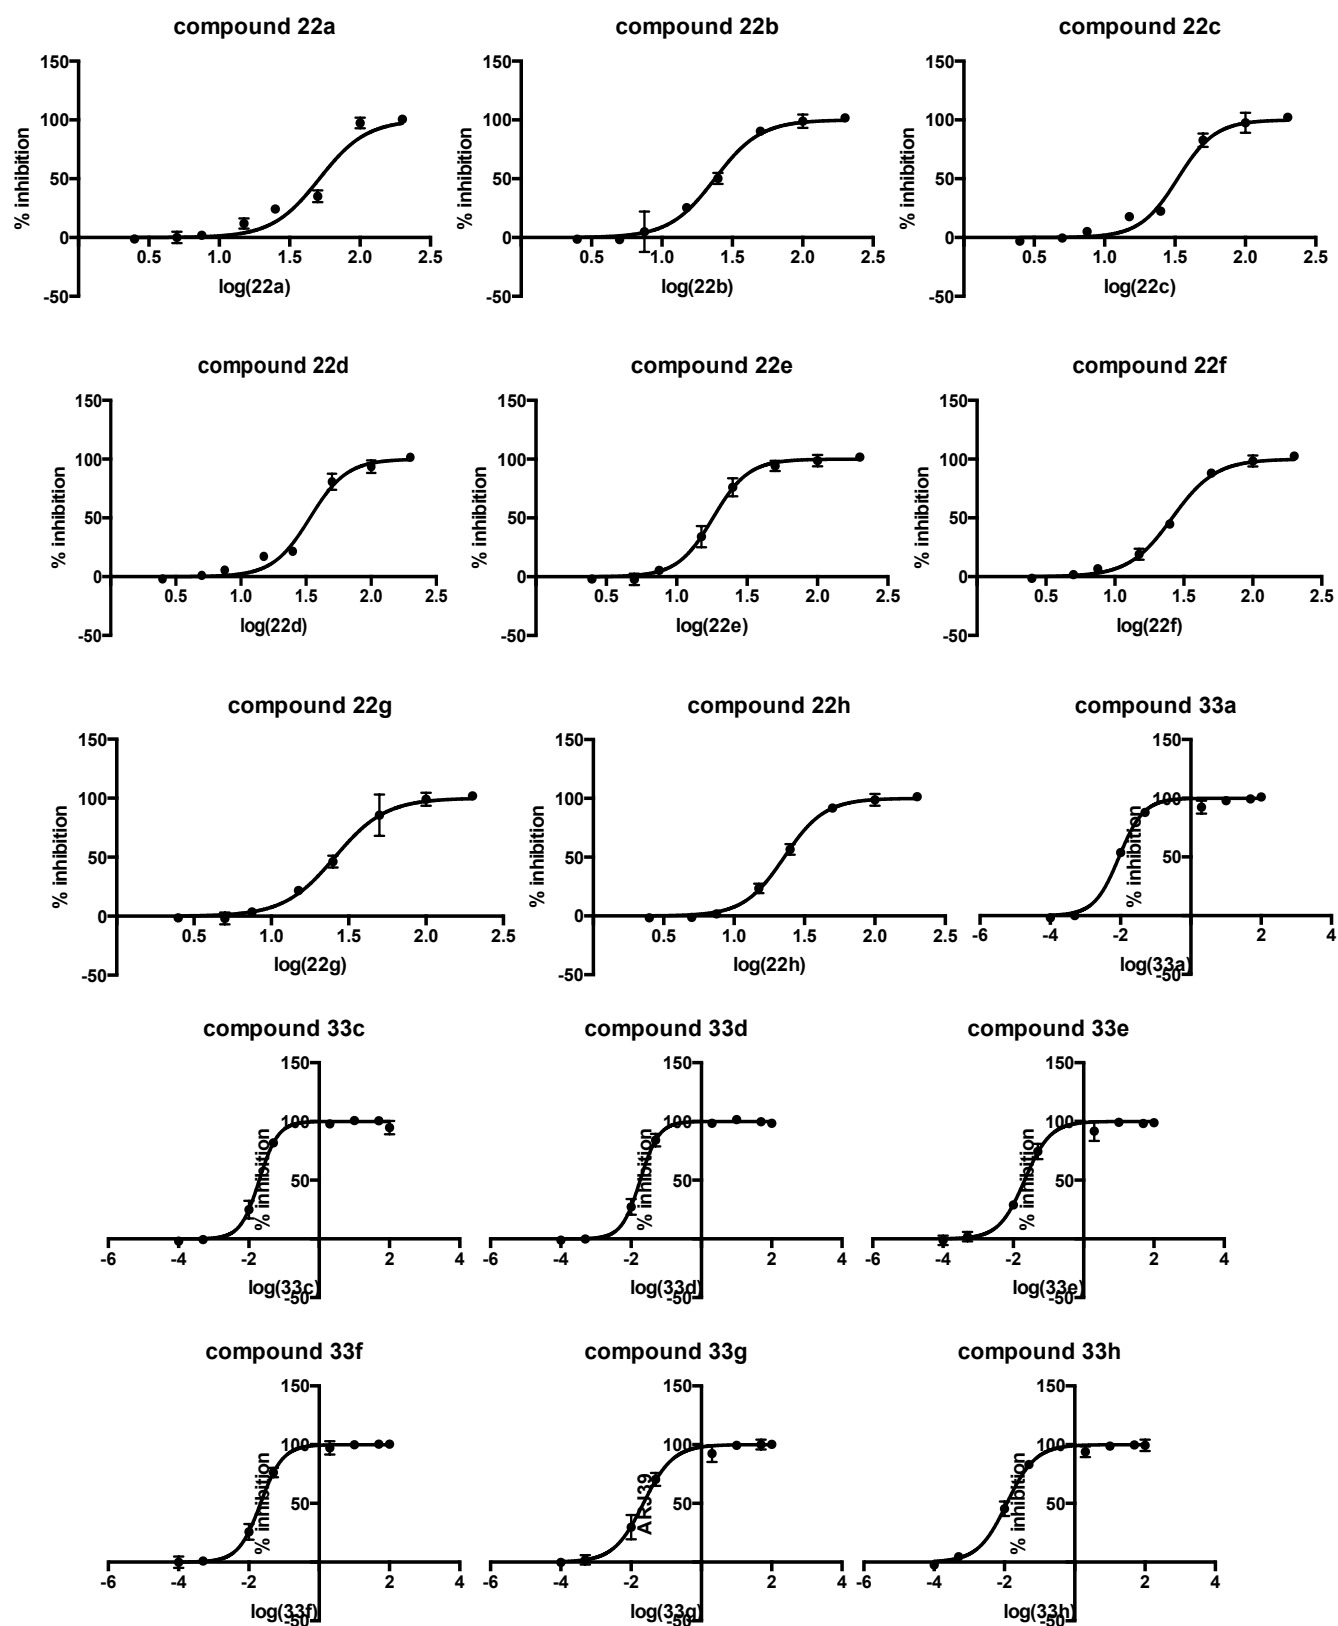 compound 22a
compound 22b
compound 22c
150
100
50
0
-50
% inhibition
0.5 1.0 1.5 2.0 2.5
log(22a)
150
100
50
0
-50
% inhibition
0.5 1.0 1.5 2.0 2.5
log(22b)
150
100
50
0
-50
% inhibition
0.5 1.0 1.5 2.0 2.5
log(22c)
compound 22d
compound 22e
compound 22f
150
100
50
0
-50
% inhibition
0.5 1.0 1.5 2.0 2.5
log(22d)
150
100
50
0
-50
% inhibition
0.5 1.0 1.5 2.0 2.5
log(22e)
150
100
50
0
-50
% inhibition
0.5 1.0 1.5 2.0 2.5
log(22f)
compound 22g
compound 22h
compound 33a
150
100
50
0
-50
% inhibition
0.5 1.0 1.5 2.0 2.5
log(22g)
150
100
50
0
-50
% inhibition
0.5 1.0 1.5 2.0 2.5
log(22h)
150
100
50
-50
% inhibition
-6 -4 -2 2 4
log(33a)
compound 33c
compound 33d
compound 33e
150
100
50
-50
% inhibition
-6 -4 -2 2 4
log(33c)
150
100
50
-50
% inhibition
-6 -4 -2 2 4
log(33d)
150
100
50
-50
% inhibition
-6 -4 -2 2 4
log(33e)
compound 33f
compound 33g
compound 33h
150
100
50
-50
% inhibition
-6 -4 -2 2 4
log(33f)
150
100
50
-50
ARJ39
-6 -4 -2 2 4
log(33g)
150
100
50
-50
% inhibition
-6 -4 -2 2 4
log(33h)